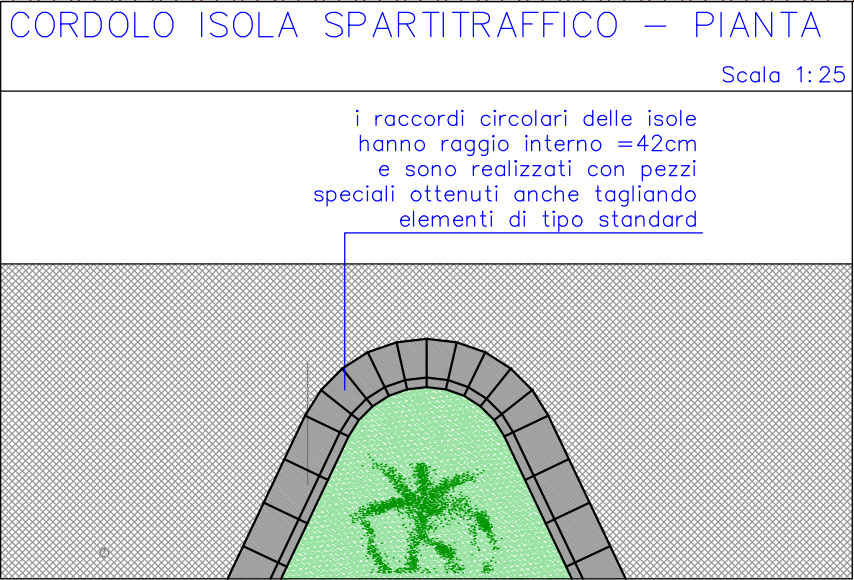 CORDOLO ISOLA SPARTITRAFFICO – PIANTA
Scala 1:25
i raccordi circolari delle isole
hanno raggio interno =42cm
e sono realizzati con pezzi
speciali ottenuti anche tagliando
elementi di tipo standard